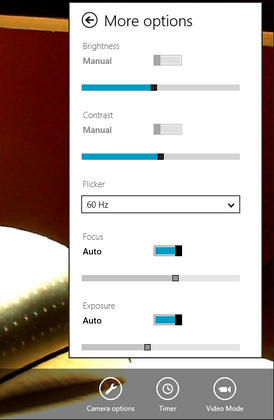 More options
Brightness
Manual
Contrast
Manual
Flicker
60 Hz
Focus
Auto
Exposure
Auto
Camera options Timer Video Mode